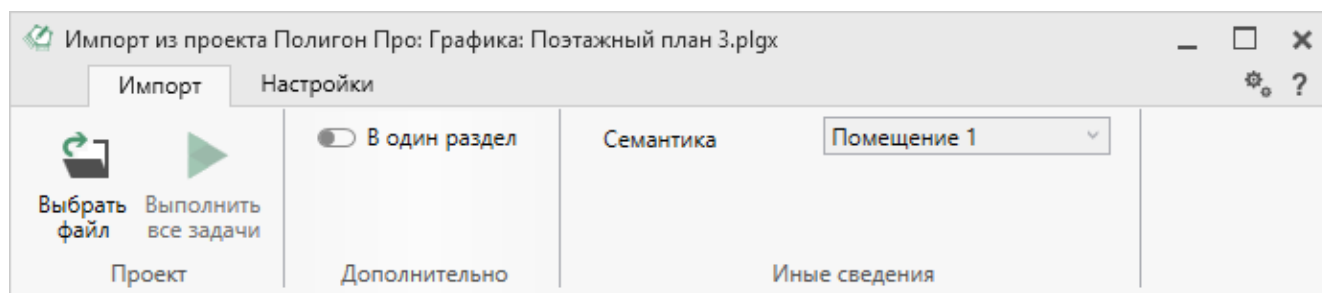 Импорт из проекта Полигон Про: Графика: Поэтажный план 3.plgx
Импорт Настройки
?
В один раздел Семантика Помещение 1
Выбрать файл Выполнить все задачи
Проект Дополнительно Иные сведения